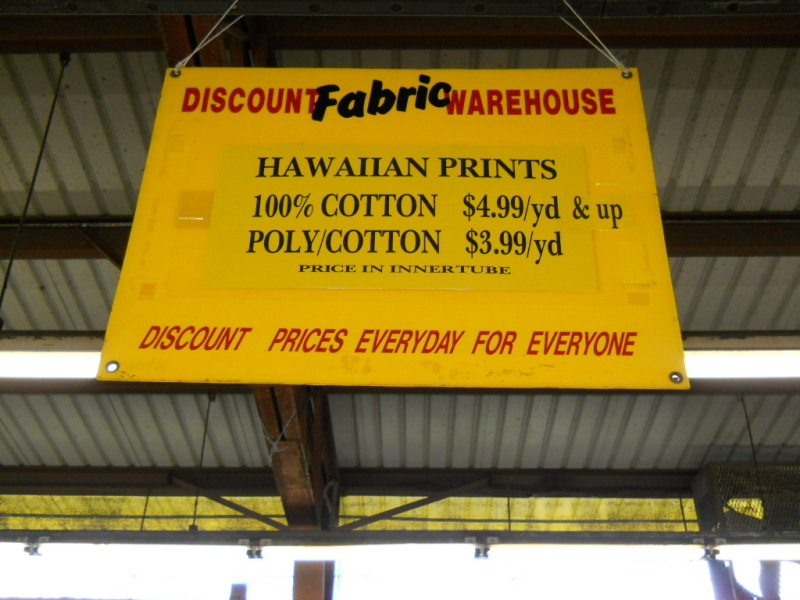 DISCOUNT Fabric WAREHOUSE
HAWAIIAN PRINTS
100% COTTON $4.99/yd & up
POLY/COTTON $3.99/yd
PRICE IN INNERTUBE
DISCOUNT PRICES EVERYDAY FOR EVERYONE